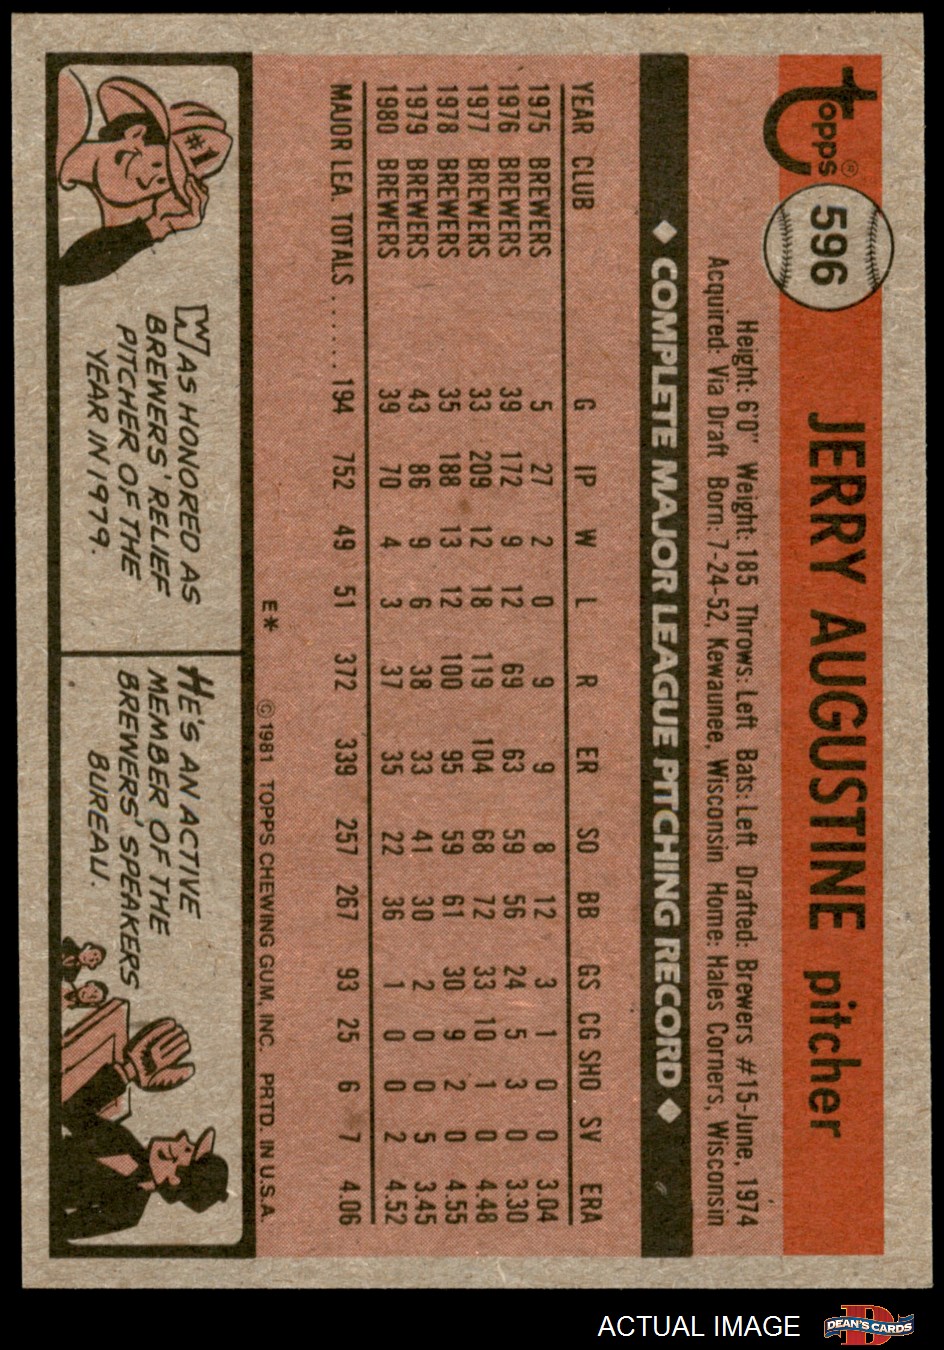 Topps®
596
JERRY AUGUSTINE pitcher
Height: 6'0" Weight: 185 Throws: Left Bats: Left Drafted: Brewers #15-June, 1974
Acquired: Via Draft Born: 7-24-52, Kewaunee, Wisconsin Home: Hales Corners, Wisconsin
◆ COMPLETE MAJOR LEAGUE PITCHING RECORD ◆
YEAR CLUB G IP W L R ER SO BB GS CG SHO SV ERA
1975 BREWERS 5 27 2 0 9 9 8 12 3 1 0 0 3.04
1976 BREWERS 39 172 9 12 69 63 59 56 24 5 3 0 3.30
1977 BREWERS 33 209 12 18 119 104 68 72 33 10 1 0 4.48
1978 BREWERS 35 188 13 12 100 95 59 61 30 9 2 0 4.55
1979 BREWERS 43 86 9 6 38 33 41 30 2 0 0 5 3.45
1980 BREWERS 39 70 4 3 37 35 22 36 1 0 0 2 4.52
MAJOR LEA. TOTALS ...... 194 752 49 51 372 339 257 267 93 25 6 7 4.06
E* © 1981 TOPPS CHEWING GUM, INC. PRTD. IN U.S.A.
#1
WAS HONORED AS
BREWERS' RELIEF
PITCHER OF THE
YEAR IN 1979.
HE'S AN ACTIVE
MEMBER OF THE
BREWERS' SPEAKERS
BUREAU.
ACTUAL IMAGE
D
DEAN'S CARDS